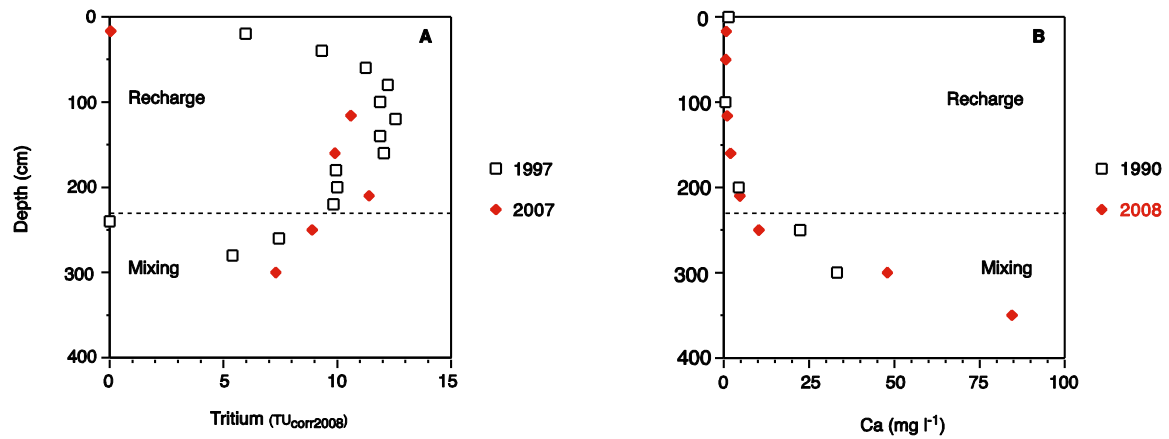 A
0
100
200
300
400
Depth (cm)
Recharge
Mixing
0
5
10
15
Tritium (TUcorr2008)
1997
2007
B
0
100
200
300
400
Recharge
Mixing
0
25
50
75
100
Ca (mg l-1)
1990
2008